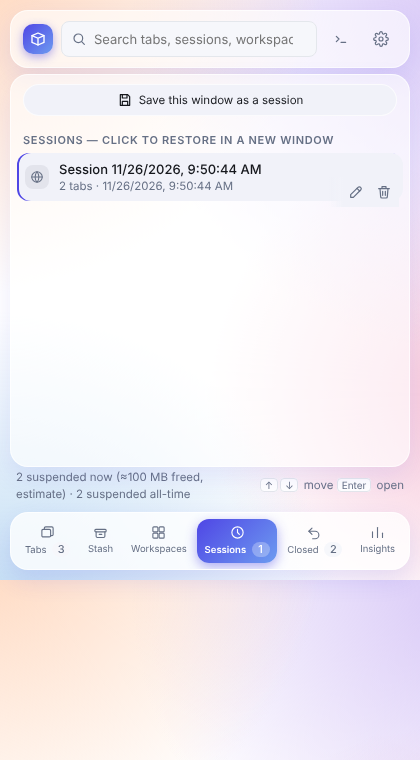 Search tabs, sessions, workspac
Save this window as a session
SESSIONS — CLICK TO RESTORE IN A NEW WINDOW
Session 11/26/2026, 9:50:44 AM
2 tabs · 11/26/2026, 9:50:44 AM
2 suspended now (≈100 MB freed,
estimate) · 2 suspended all-time
↑ ↓ move Enter open
Tabs 3
Stash
Workspaces
Sessions 1
Closed 2
Insights